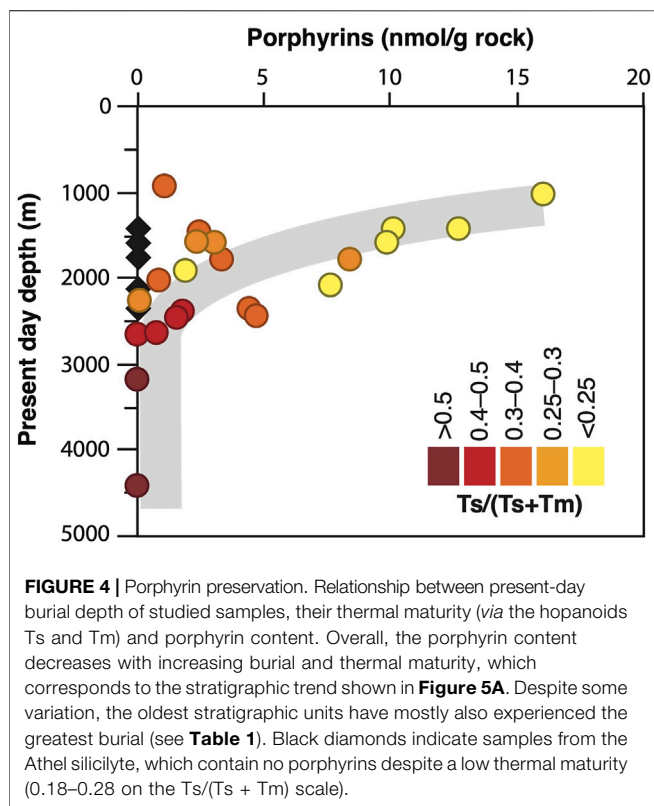 Porphyrins (nmol/g rock)
0 5 10 15 20
Present day depth (m)
0
1000
2000
3000
4000
5000
>0.5
0.4–0.5
0.3–0.4
0.25–0.3
<0.25
Ts/(Ts+Tm)
FIGURE 4 | Porphyrin preservation. Relationship between present-day
burial depth of studied samples, their thermal maturity (via the hopanoids
Ts and Tm) and porphyrin content. Overall, the porphyrin content
decreases with increasing burial and thermal maturity, which
corresponds to the stratigraphic trend shown in Figure 5A. Despite some
variation, the oldest stratigraphic units have mostly also experienced the
greatest burial (see Table 1). Black diamonds indicate samples from the
Athel silicilyte, which contain no porphyrins despite a low thermal maturity
(0.18–0.28 on the Ts/(Ts + Tm) scale).